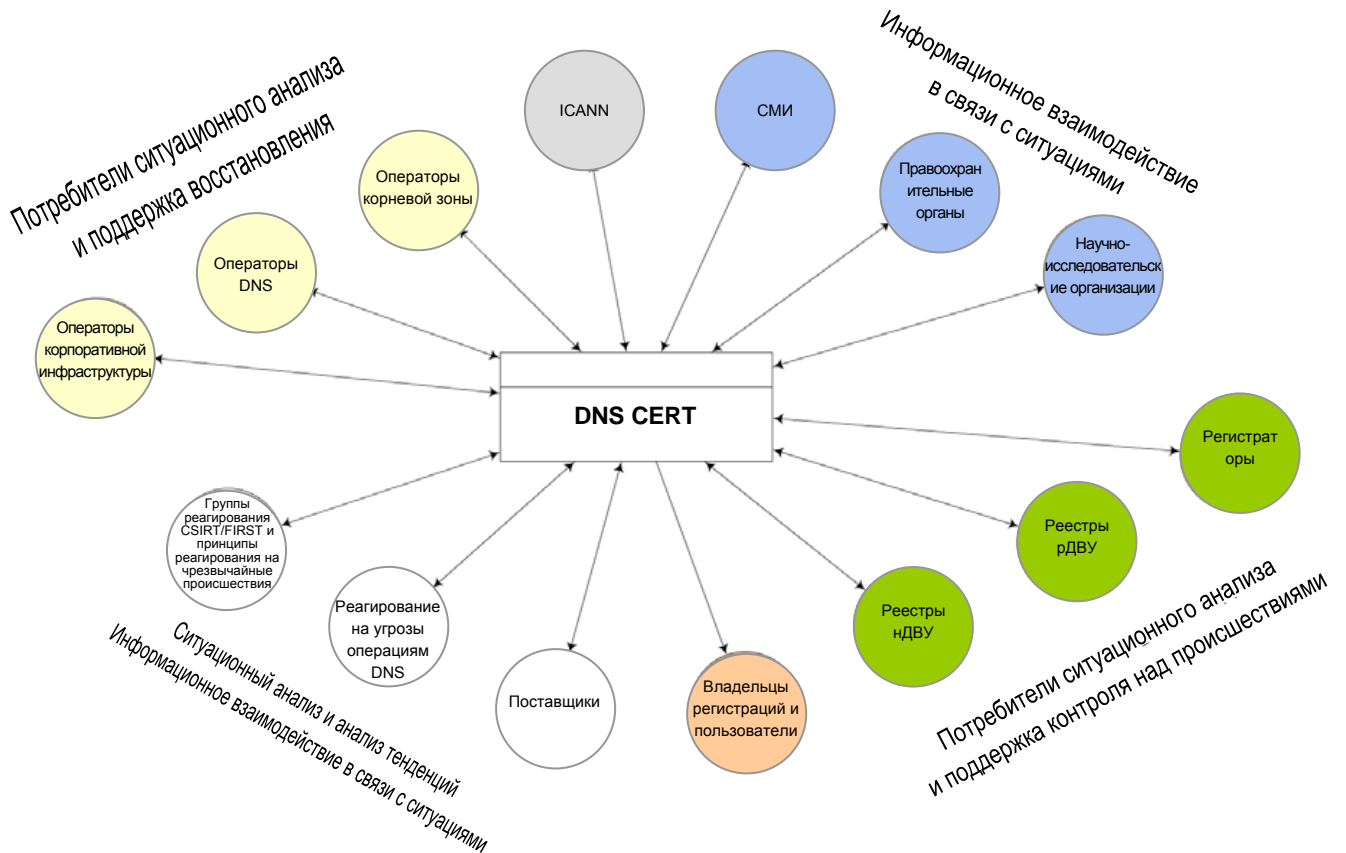 Потребители ситуационного анализа
и поддержка восстановления
Информационное взаимодействие
в связи с ситуациями
ICANN
СМИ
Операторы
корневой зоны
Правоохран
ительные
органы
Операторы
DNS
Научно-
исследовательск
ие организации
Операторы
корпоративной
инфраструктуры
DNS CERT
Регистрат
оры
Группы
реагирования
CSIRT/FIRST и
принципы
реагирования на
чрезвычайные
происшествия
Реестры
рДВУ
Реагирование
на угрозы
операциям
DNS
Реестры
нДВУ
Поставщики
Владельцы
регистраций и
пользователи
Ситуационный анализ и анализ тенденций
Информационное взаимодействие в связи с ситуациями
Потребители ситуационного анализа
и поддержка контроля над происшествиями